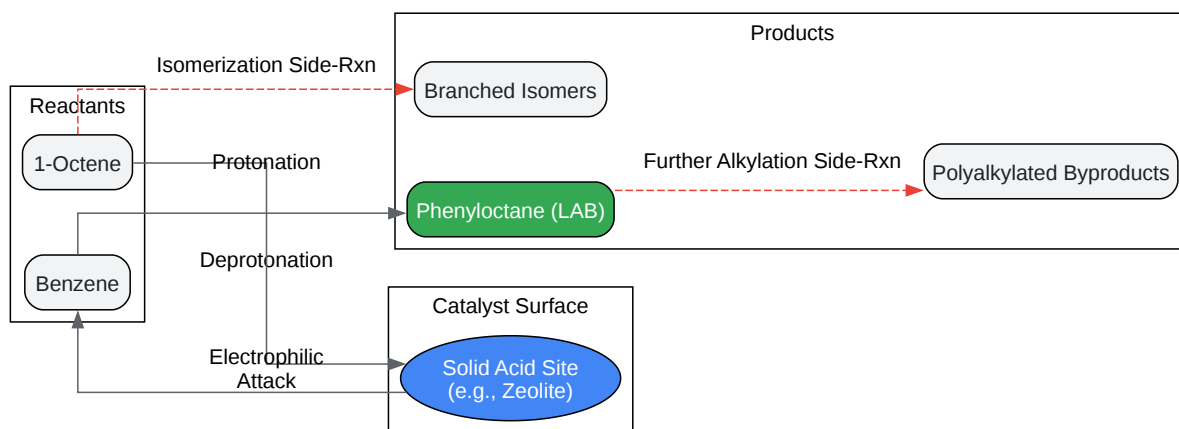 Products
Isomerization Side-Rxn
Branched Isomers
Reactants
1-Octene
Protonation
Further Alkylation Side-Rxn
Polyalkylated Byproducts
Phenyloctane (LAB)
Deprotonation
Benzene
Catalyst Surface
Electrophilic
Attack
Solid Acid Site
(e.g., Zeolite)